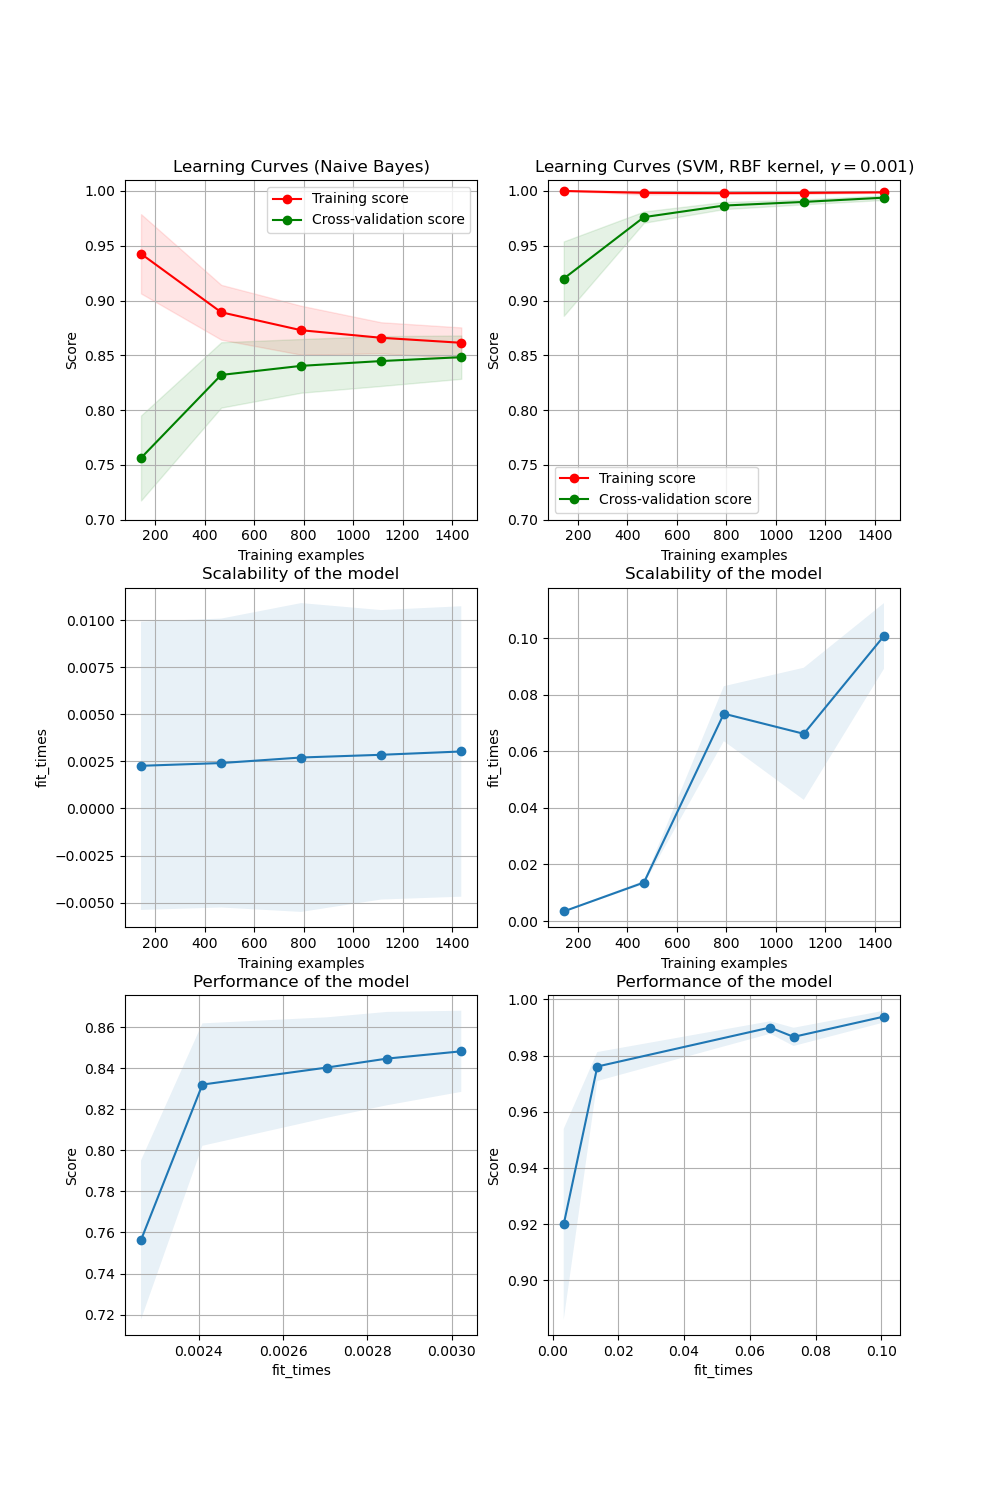 Learning Curves (Naive Bayes)
1.00
0.95
0.90
0.85
0.80
0.75
0.70
Score
Training score
Cross-validation score
200 400 600 800 1000 1200 1400
Training examples
Learning Curves (SVM, RBF kernel, γ = 0.001)
1.00
0.95
0.90
0.85
0.80
0.75
0.70
Score
Training score
Cross-validation score
200 400 600 800 1000 1200 1400
Training examples
Scalability of the model
0.0100
0.0075
0.0050
0.0025
0.0000
−0.0025
−0.0050
fit_times
200 400 600 800 1000 1200 1400
Training examples
Scalability of the model
0.10
0.08
0.06
0.04
0.02
0.00
fit_times
200 400 600 800 1000 1200 1400
Training examples
Performance of the model
0.86
0.84
0.82
0.80
0.78
0.76
0.74
0.72
Score
0.0024 0.0026 0.0028 0.0030
fit_times
Performance of the model
1.00
0.98
0.96
0.94
0.92
0.90
Score
0.00 0.02 0.04 0.06 0.08 0.10
fit_times